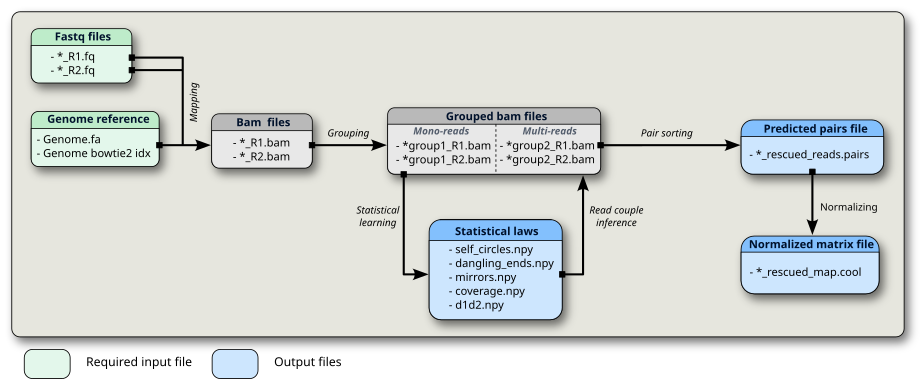 Fastq files
- *_R1.fq
- *_R2.fq
Mapping
Genome reference
- Genome.fa
- Genome bowtie2 idx
Bam files
- *_R1.bam
- *_R2.bam
Grouping
Grouped bam files
Mono-reads
- *group1_R1.bam
- *group1_R2.bam
Multi-reads
- *group2_R1.bam
- *group2_R2.bam
Statistical
learning
Statistical laws
- self_circles.npy
- dangling_ends.npy
- mirrors.npy
- coverage.npy
- d1d2.npy
Read couple
inference
Pair sorting
Predicted pairs file
- *_rescued_reads.pairs
Normalizing
Normalized matrix file
- *_rescued_map.cool
Required input file
Output files